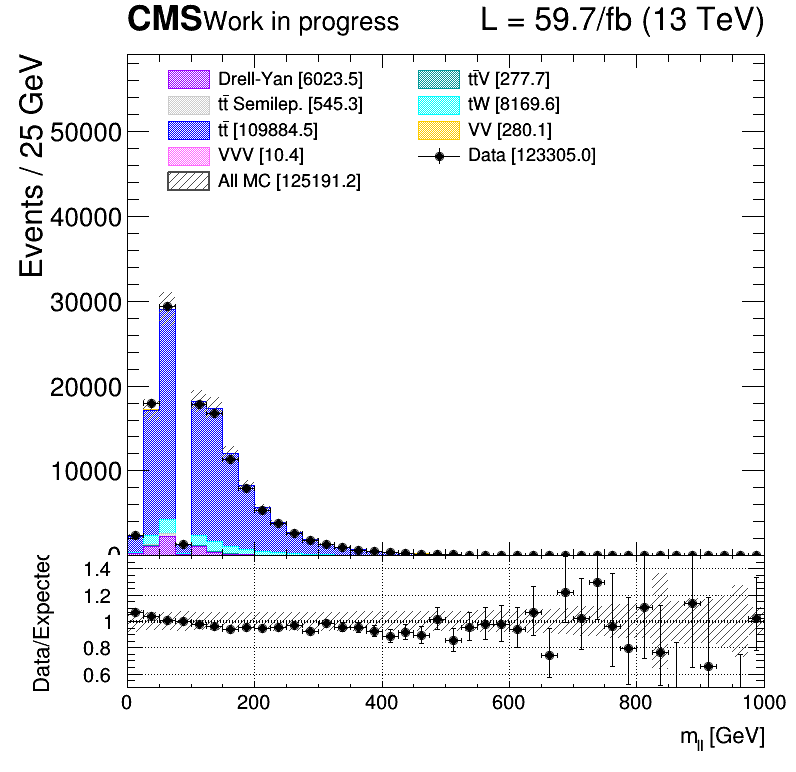 CMS Work in progress L = 59.7/fb (13 TeV)
Drell-Yan [6023.5] tt̄V [277.7]
tt̄ Semilep. [545.3] tW [8169.6]
tt̄ [109884.5] VV [280.1]
VVV [10.4] Data [123305.0]
All MC [125191.2]
Events / 25 GeV
50000
40000
30000
20000
10000
0
Data/Expected
1.4
1.2
1
0.8
0.6
0 200 400 600 800 1000
m_ll [GeV]